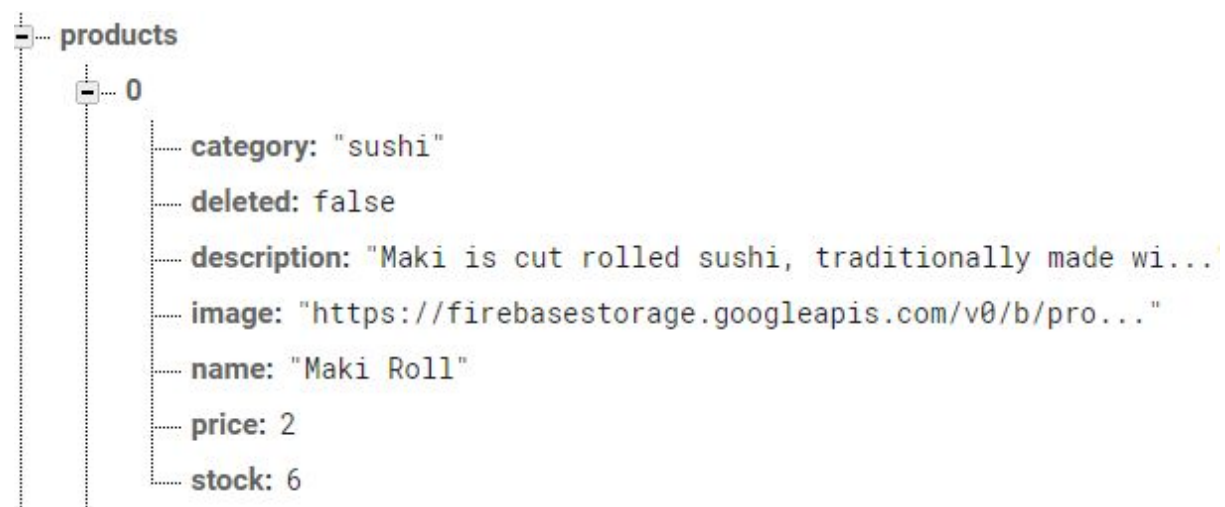 products
0
category: "sushi"
deleted: false
description: "Maki is cut rolled sushi, traditionally made wi..."
image: "https://firebasestorage.googleapis.com/v0/b/pro..."
name: "Maki Roll"
price: 2
stock: 6